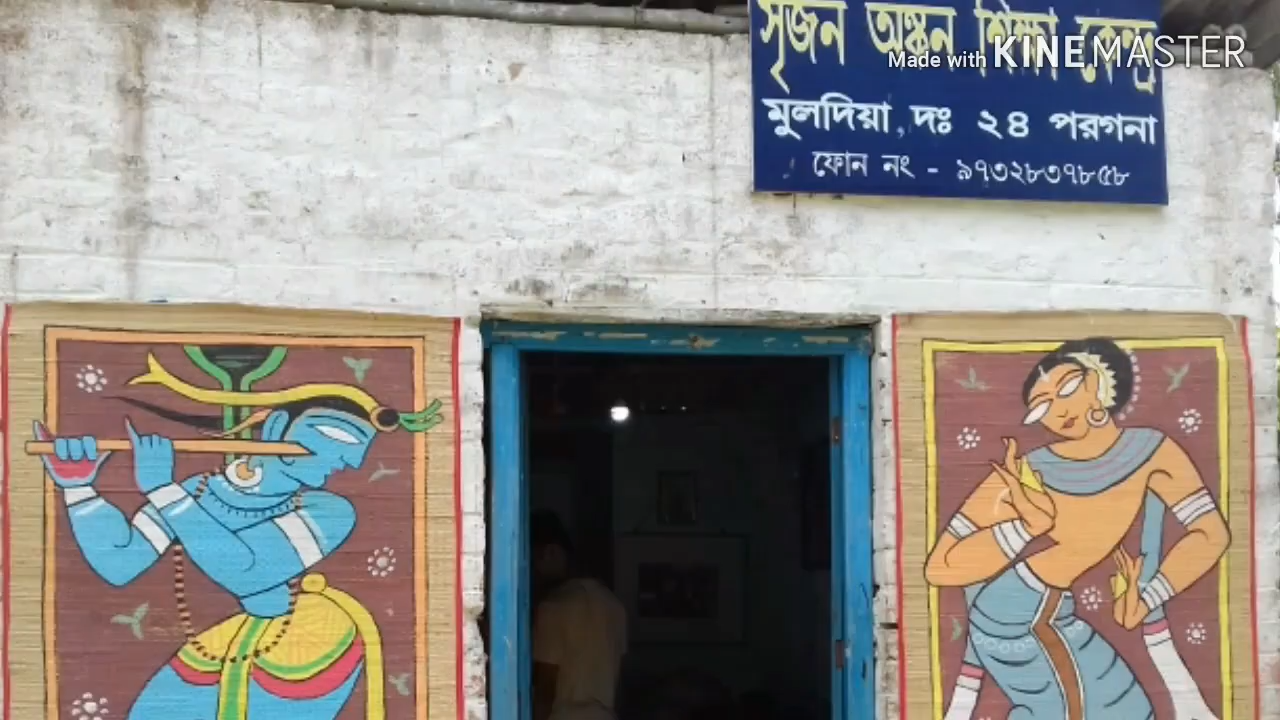 সৃজন অঙ্কন শিক্ষা কেন্দ্র
Made with KINEMASTER
মুলদিয়া, দঃ ২৪ পরগনা
ফোন নং - ৯৭৩২৮৩৭৮৫৮